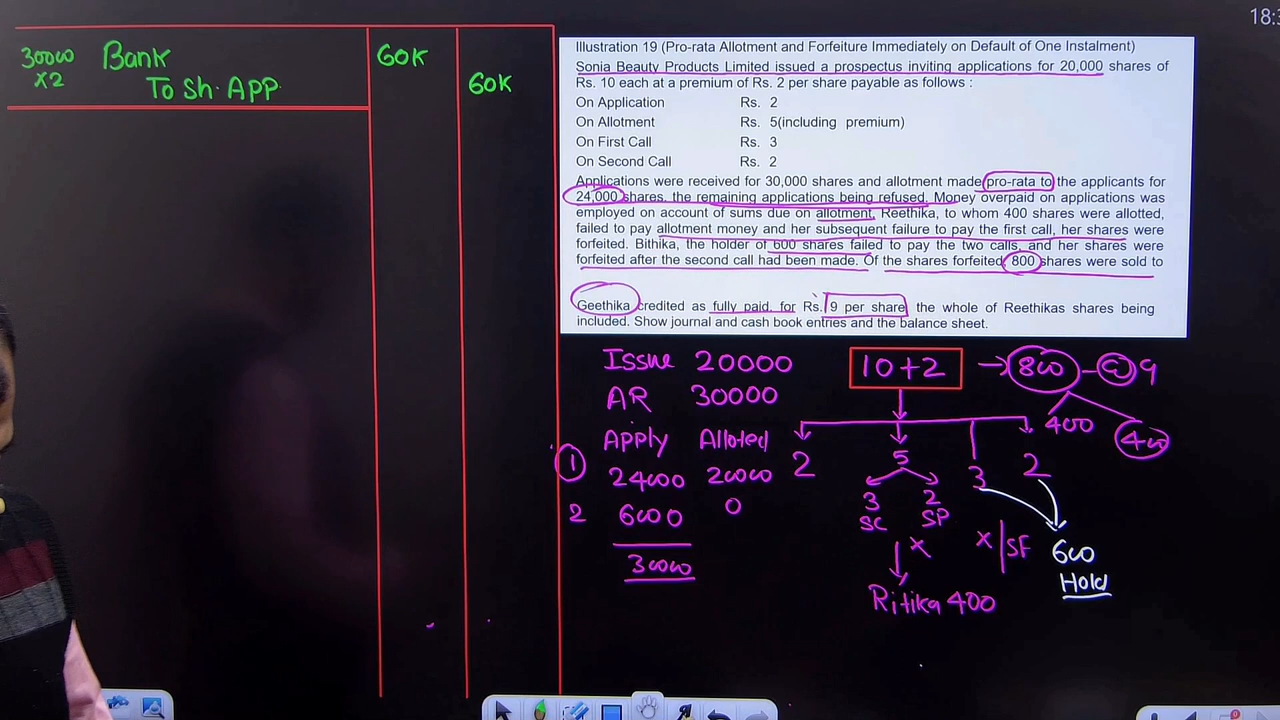 18:3
30000 Bank 60K
X2 To Sh. APP 60K
Illustration 19 (Pro-rata Allotment and Forfeiture Immediately on Default of One Instalment)
Sonia Beauty Products Limited issued a prospectus inviting applications for 20,000 shares of
Rs. 10 each at a premium of Rs. 2 per share payable as follows :
On Application Rs. 2
On Allotment Rs. 5(including premium)
On First Call Rs. 3
On Second Call Rs. 2
Applications were received for 30,000 shares and allotment made pro-rata to the applicants for
24,000 shares, the remaining applications being refused. Money overpaid on applications was
employed on account of sums due on allotment. Reethika, to whom 400 shares were allotted,
failed to pay allotment money and her subsequent failure to pay the first call, her shares were
forfeited. Bithika, the holder of 600 shares failed to pay the two calls, and her shares were
forfeited after the second call had been made. Of the shares forfeited 800 shares were sold to
Geethika credited as fully paid, for Rs. 9 per share, the whole of Reethikas shares being
included. Show journal and cash book entries and the balance sheet.
Issue 20000 10+2 → 800 - @ 9
AR 30000
400 400
Apply Alloted
1 24000 20000 2 5 3 2
2 6000 0 3 2
SC SP
30000 X X SF 600
Hold
Ritika 400